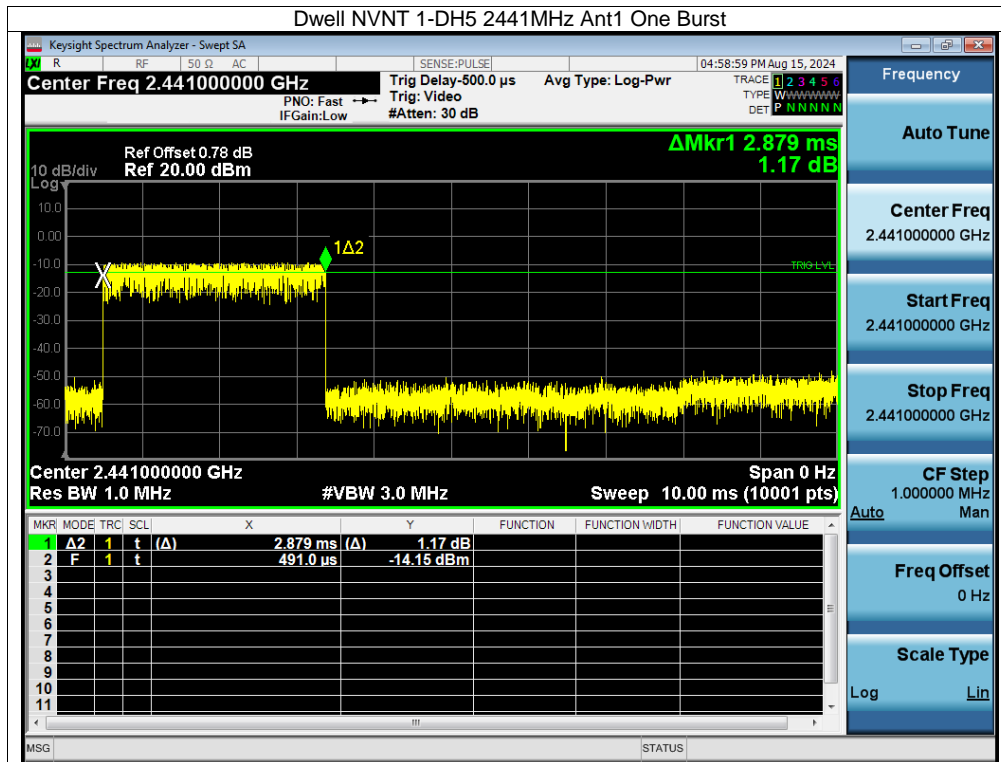 Dwell NVNT 1-DH5 2441MHz Ant1 One Burst
Keysight Spectrum Analyzer - Swept SA
LXI R RF 50 Ω AC SENSE:PULSE 04:58:59 PM Aug 15, 2024
Center Freq 2.441000000 GHz Trig Delay-500.0 µs Avg Type: Log-Pwr TRACE 1 2 3 4 5 6
PNO: Fast Trig: Video TYPE WWWWWW
IFGain:Low #Atten: 30 dB DET P N N N N N
ΔMkr1 2.879 ms
1.17 dB
Ref Offset 0.78 dB
10 dB/div Ref 20.00 dBm
Log
10.0
0.00
-10.0
-20.0
-30.0
-40.0
-50.0
-60.0
-70.0
1Δ2
TRIG LVL
X
Center 2.441000000 GHz Span 0 Hz
Res BW 1.0 MHz #VBW 3.0 MHz Sweep 10.00 ms (10001 pts)
MKR MODE TRC SCL X Y FUNCTION FUNCTION WIDTH FUNCTION VALUE
1 Δ2 1 t (Δ) 2.879 ms (Δ) 1.17 dB
2 F 1 t 491.0 µs -14.15 dBm
3
4
5
6
7
8
9
10
11
MSG STATUS
Frequency
Auto Tune
Center Freq
2.441000000 GHz
Start Freq
2.441000000 GHz
Stop Freq
2.441000000 GHz
CF Step
1.000000 MHz
Auto Man
Freq Offset
0 Hz
Scale Type
Log Lin